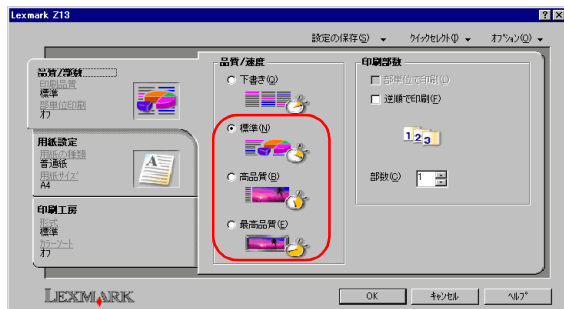 Lexmark Z13
設定の保存(S) クイックセレクト(Q) オプション(O)
品質/部数
印刷品質
標準
部単位印刷
オフ
用紙設定
用紙の種類
普通紙
用紙サイズ
A4
印刷工房
形式
標準
カラーソート
オフ
品質/速度
下書き(Q)
標準(N)
高品質(B)
最高品質(E)
印刷部数
部単位で印刷(L)
逆順で印刷(F)
1 2 3
部数(C) 1
LEXMARK
OK キャンセル ヘルプ